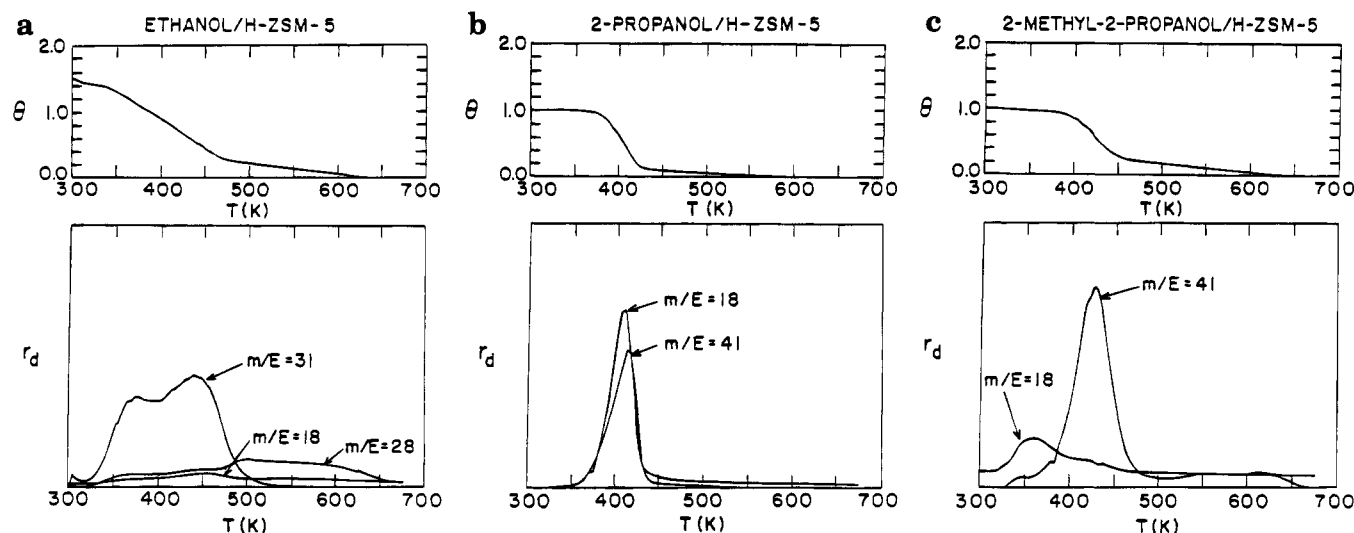 a ETHANOL/H-ZSM-5
2.0
θ 1.0
0.0
300 400 500 600 700
T(K)
r_d
m/E=31
m/E=18
m/E=28
300 400 500 600 700
T(K)
b 2-PROPANOL/H-ZSM-5
2.0
θ 1.0
0.0
300 400 500 600 700
T(K)
r_d
m/E=18
m/E=41
300 400 500 600 700
T(K)
c 2-METHYL-2-PROPANOL/H-ZSM-5
2.0
θ 1.0
0.0
300 400 500 600 700
T(K)
r_d
m/E=41
m/E=18
300 400 500 600 700
T(K)